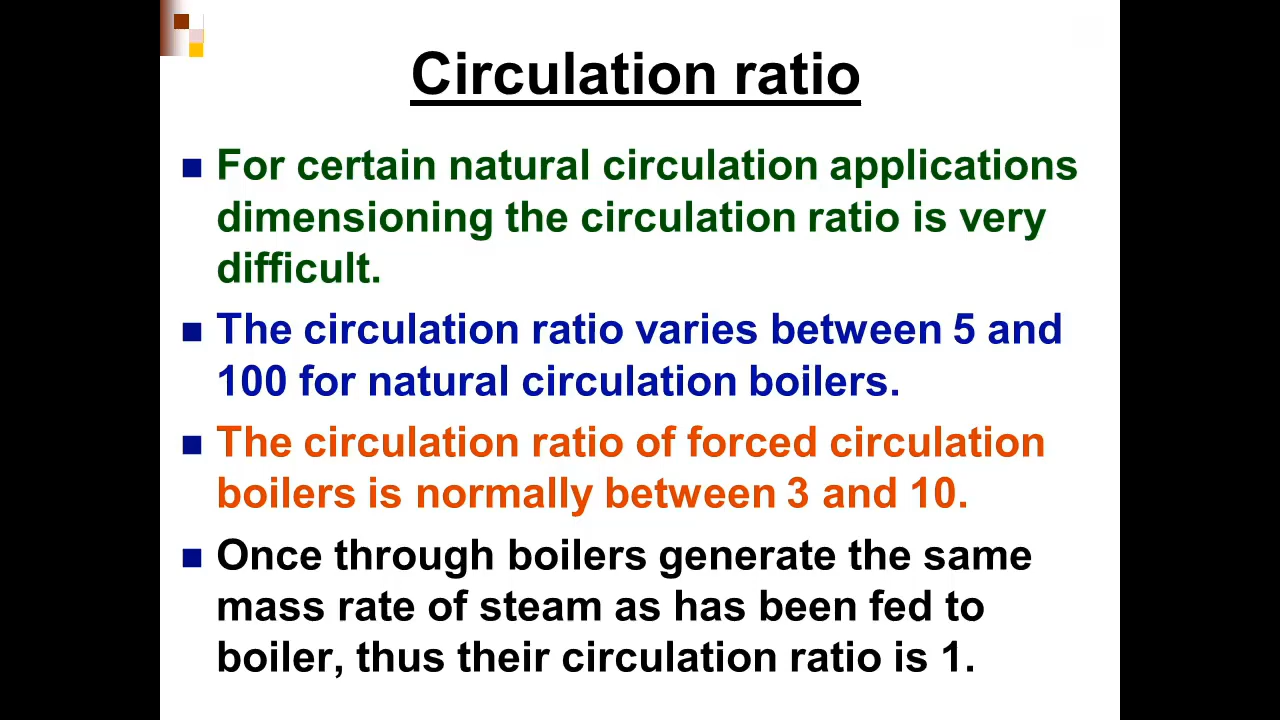 Circulation ratio
For certain natural circulation applications
dimensioning the circulation ratio is very
difficult.
The circulation ratio varies between 5 and
100 for natural circulation boilers.
The circulation ratio of forced circulation
boilers is normally between 3 and 10.
Once through boilers generate the same
mass rate of steam as has been fed to
boiler, thus their circulation ratio is 1.